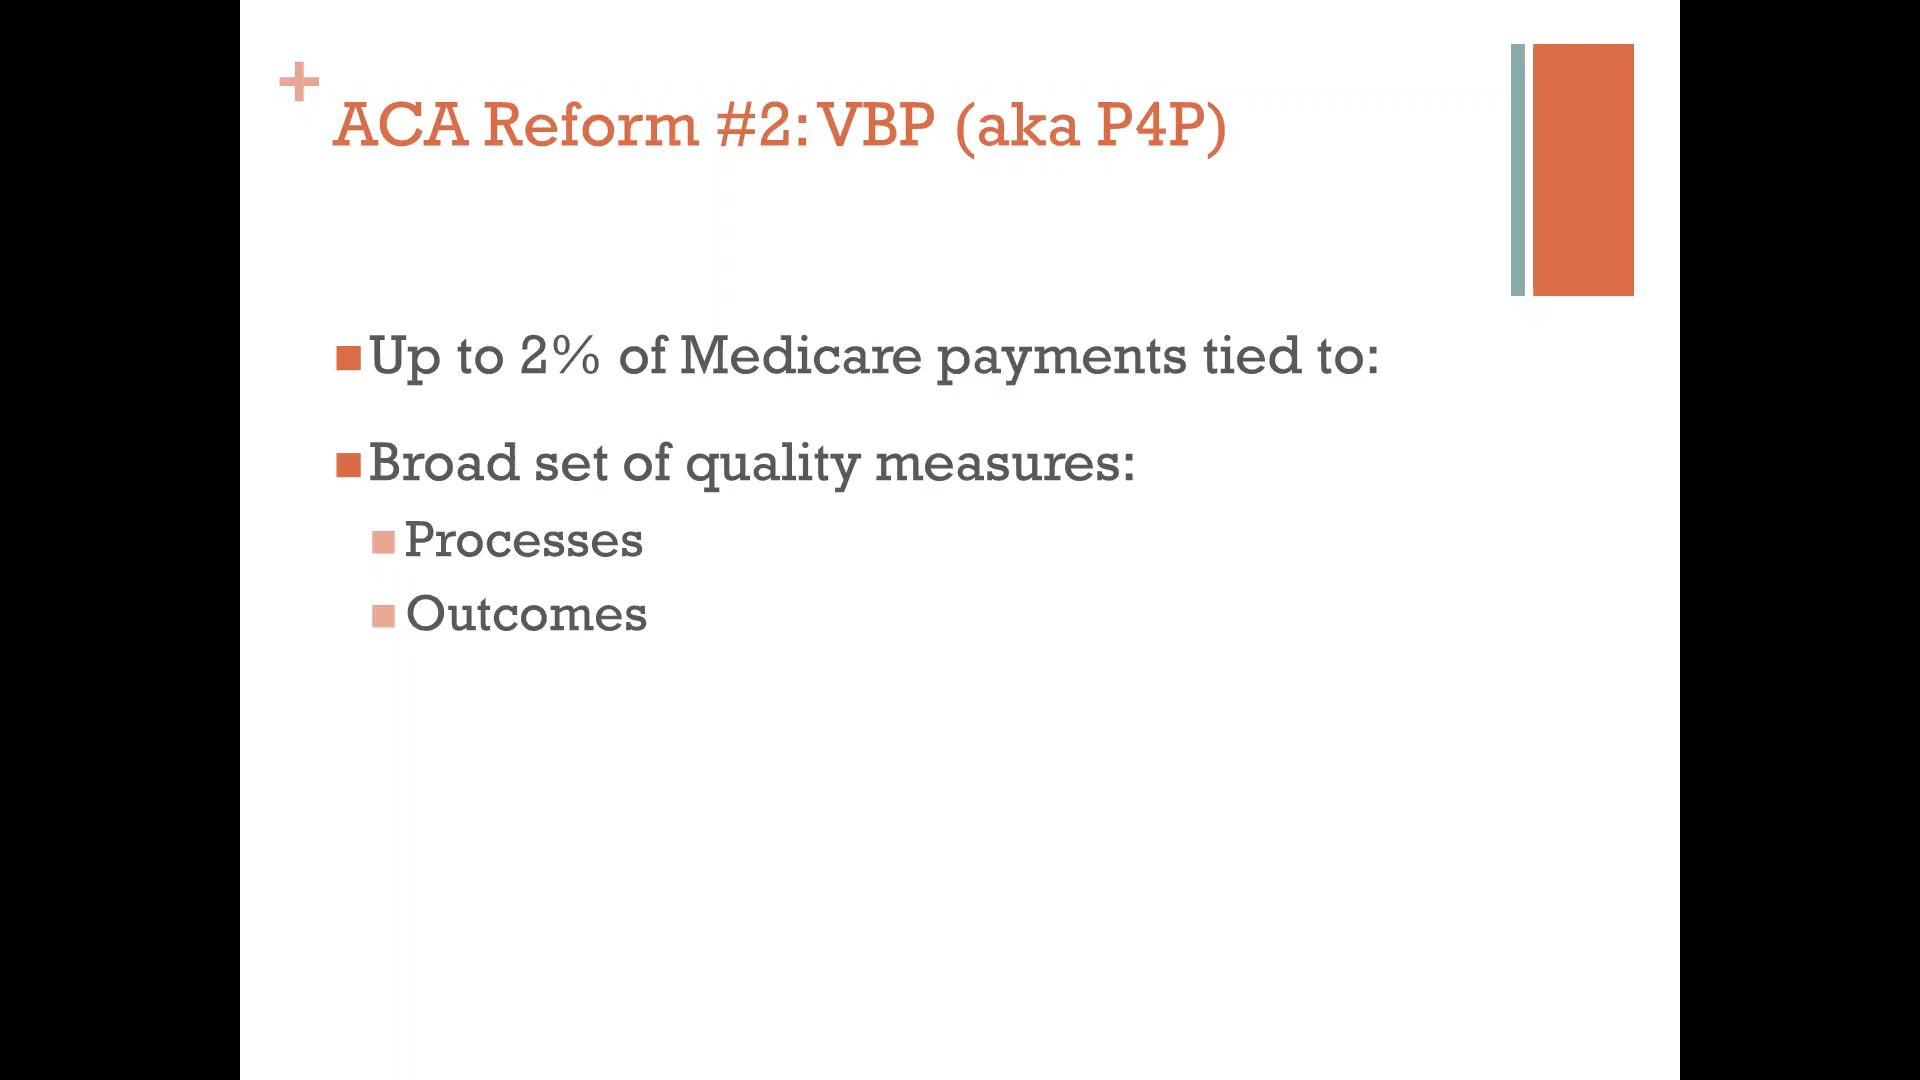 +
ACA Reform #2: VBP (aka P4P)
Up to 2% of Medicare payments tied to:
Broad set of quality measures:
Processes
Outcomes